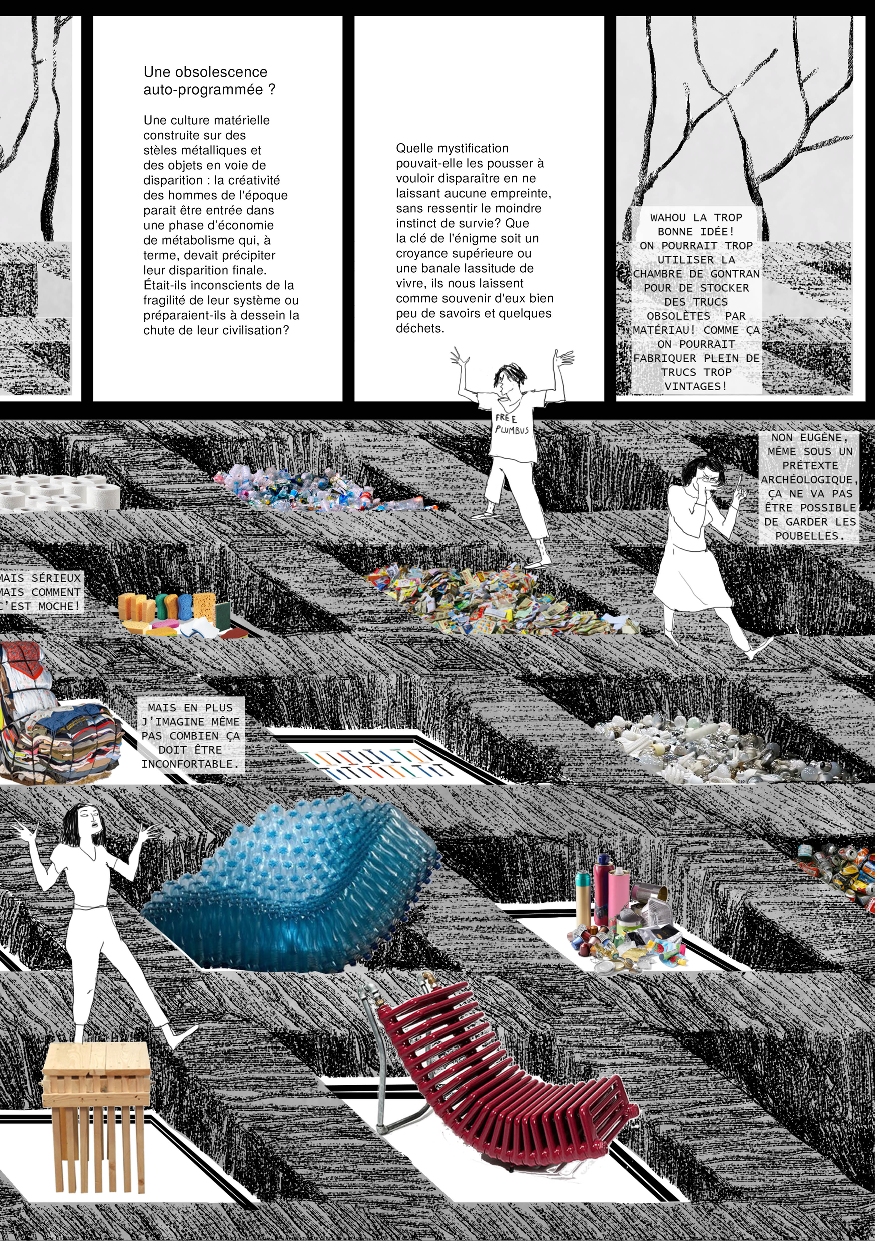 Une obsolescence
auto-programmée ?
Une culture matérielle
construite sur des
stèles métalliques et
des objets en voie de
disparition : la créativité
des hommes de l'époque
parait être entrée dans
une phase d'économie
de métabolisme qui, à
terme, devait précipiter
leur disparition finale.
Était-ils inconscients de la
fragilité de leur système ou
préparaient-ils à dessein la
chute de leur civilisation?
Quelle mystification
pouvait-elle les pousser à
vouloir disparaître en ne
laissant aucune empreinte,
sans ressentir le moindre
instinct de survie? Que
la clé de l'énigme soit un
croyance supérieure ou
une banale lassitude de
vivre, ils nous laissent
comme souvenir d'eux bien
peu de savoirs et quelques
déchets.
WAHOU LA TROP
BONNE IDÉE!
ON POURRAIT TROP
UTILISER LA
CHAMBRE DE GONTRAN
POUR DE STOCKER
DES TRUCS
OBSOLÈTES PAR
MATÉRIAU! COMME ÇA
ON POURRAIT
FABRIQUER PLEIN DE
TRUCS TROP
VINTAGES!
FREE
PLUMBUS
NON EUGÈNE,
MÊME SOUS UN
PRÉTEXTE
ARCHÉOLOGIQUE,
ÇA NE VA PAS
ÊTRE POSSIBLE
DE GARDER LES
POUBELLES.
MAIS SÉRIEUX
MAIS COMMENT
C'EST MOCHE!
MAIS EN PLUS
J'IMAGINE MÊME
PAS COMBIEN ÇA
DOIT ÊTRE
INCONFORTABLE.